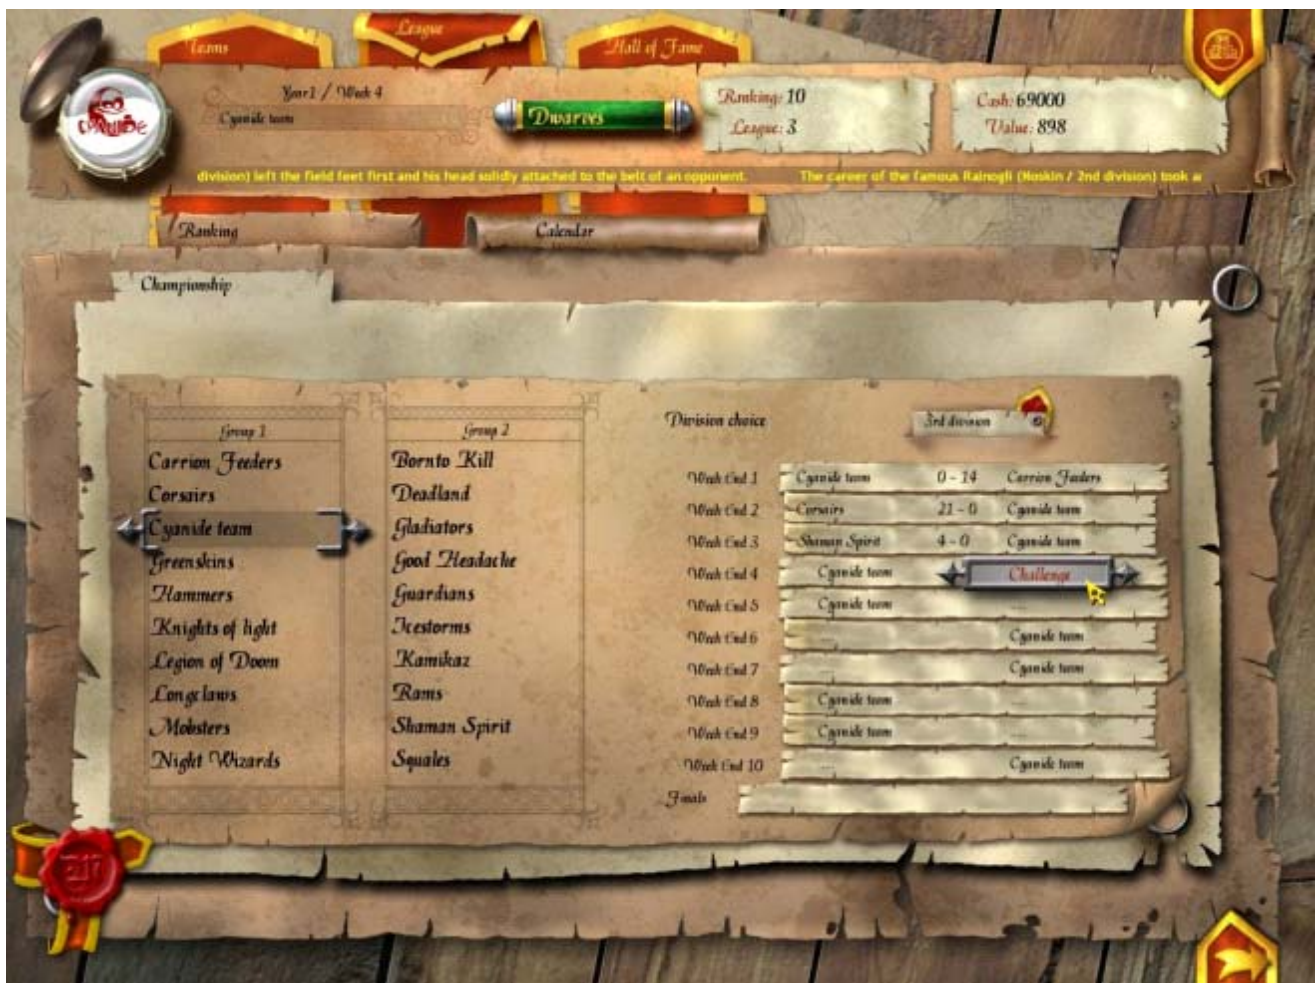 Teams
League
Hall of Fame
Year1 / Week 4
Cyanide team
CYANIDE
Dwarves
Ranking: 10
League: 3
Cash: 69000
Value: 898
division) left the field feet first and his head solidly attached to the belt of an opponent. The career of the famous Rainogli (Noskin / 2nd division) took
Ranking
Calendar
Championship
Group 1
Carrion Feeders
Corsairs
Cyanide team
Greenskins
Hammers
Knights of light
Legion of Doom
Longclaws
Mobsters
Night Wizards
Group 2
Bornto Kill
Deadland
Gladiators
Good Headache
Guardians
Icestorms
Kamikaz
Rams
Shaman Spirit
Squales
Division choice
3rd division
Week End 1 Cyanide team 0 - 14 Carrion Feeders
Week End 2 Corsairs 21 - 0 Cyanide team
Week End 3 Shaman Spirit 4 - 0 Cyanide team
Week End 4 Cyanide team Challenge
Week End 5 Cyanide team ....
Week End 6 .... Cyanide team
Week End 7 Cyanide team
Week End 8 Cyanide team ....
Week End 9 Cyanide team ....
Week End 10 .... Cyanide team
Finals